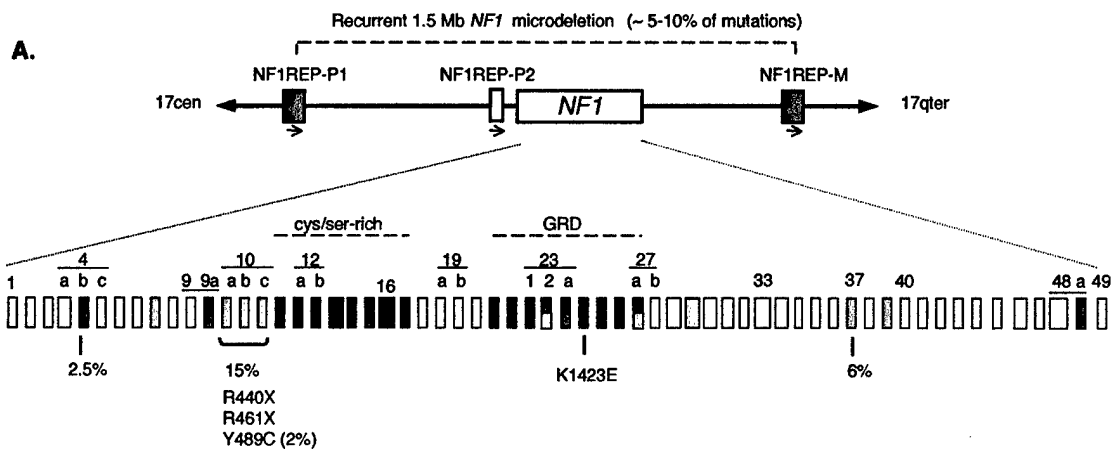 Recurrent 1.5 Mb NF1 microdeletion (~ 5-10% of mutations)
A.
NF1REP-P1 NF1REP-P2 NF1REP-M
17cen NF1 17qter
cys/ser-rich GRD
1 4 9 9a 10 12 16 19 23 27 33 37 40 48 a 49
a b c a b c a b a b 1 2 a a b
2.5% 15% K1423E 6%
R440X
R461X
Y489C (2%)